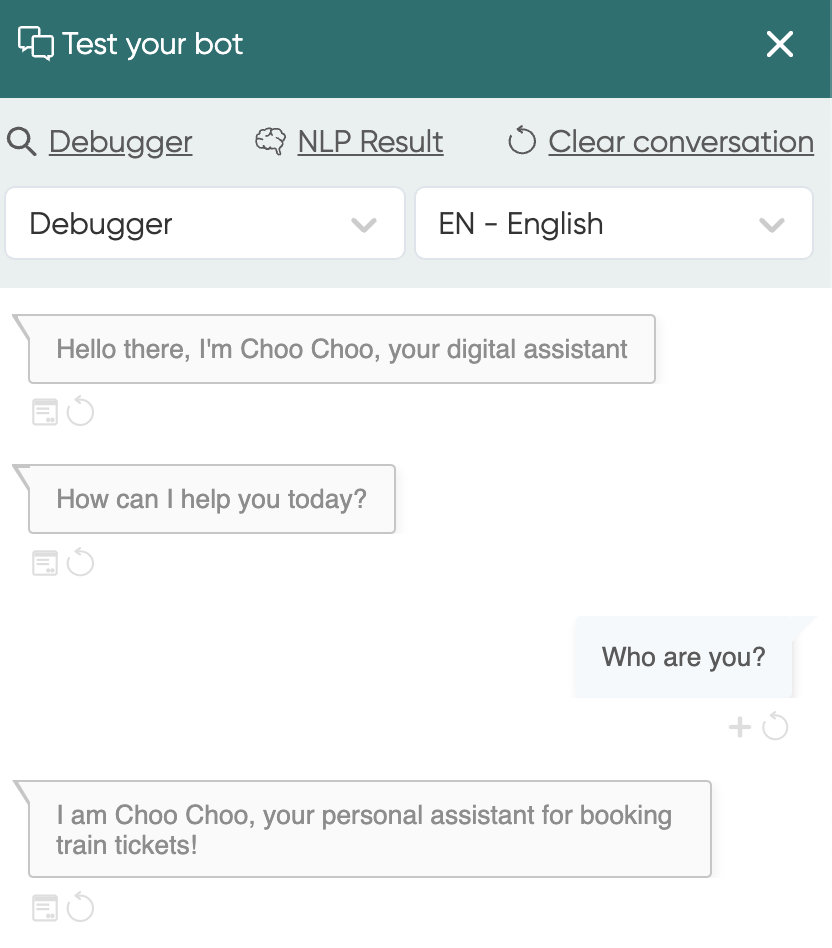 Test your bot
Debugger
NLP Result
Clear conversation
Debugger
EN - English
Hello there, I'm Choo Choo, your digital assistant
How can I help you today?
Who are you?
I am Choo Choo, your personal assistant for booking
train tickets!